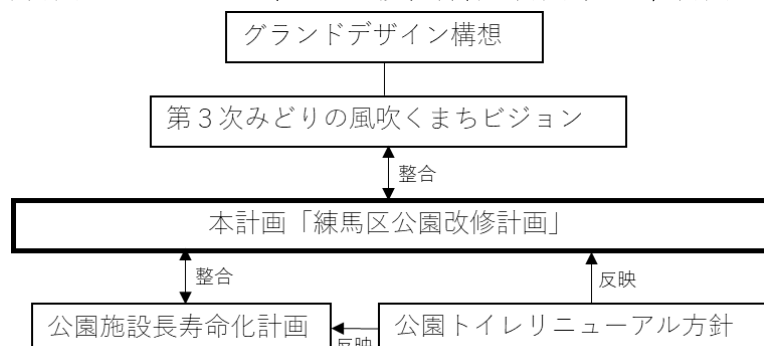 グランドデザイン構想
第３次みどりの風吹くまちビジョン
整合
本計画「練馬区公園改修計画」
整合
反映
公園施設長寿命化計画
反映
公園トイレリニューアル方針